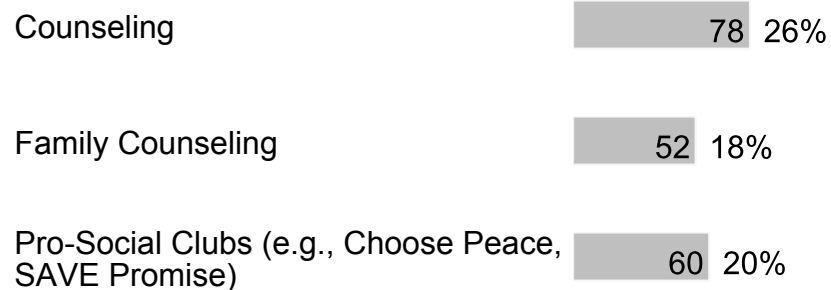 Counseling 78 26%
Family Counseling 52 18%
Pro-Social Clubs (e.g., Choose Peace,
SAVE Promise) 60 20%